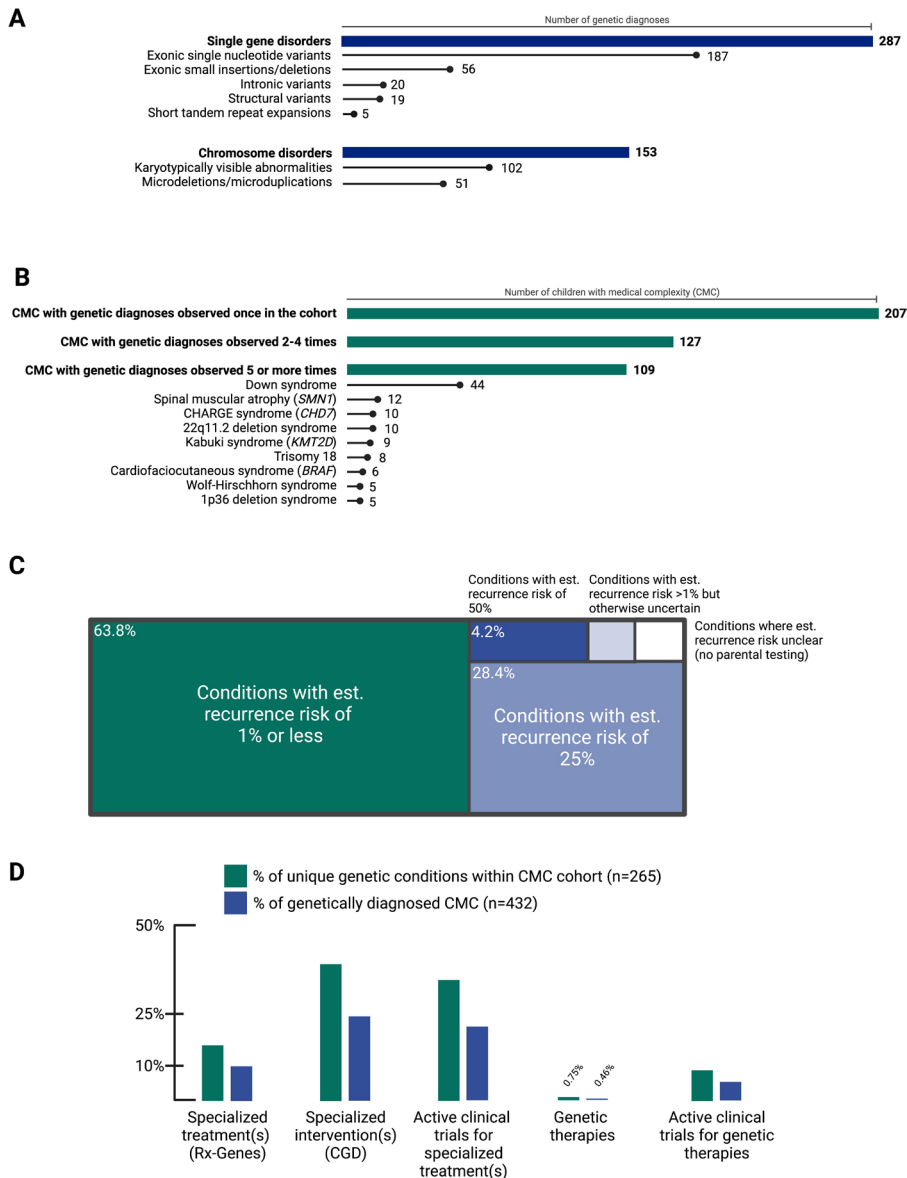 A
Number of genetic diagnoses
Single gene disorders 287
Exonic single nucleotide variants 187
Exonic small insertions/deletions 56
Intronic variants 20
Structural variants 19
Short tandem repeat expansions 5
Chromosome disorders 153
Karyotypically visible abnormalities 102
Microdeletions/microduplications 51
B
Number of children with medical complexity (CMC)
CMC with genetic diagnoses observed once in the cohort 207
CMC with genetic diagnoses observed 2-4 times 127
CMC with genetic diagnoses observed 5 or more times 109
Down syndrome 44
Spinal muscular atrophy (SMN1) 12
CHARGE syndrome (CHD7) 10
22q11.2 deletion syndrome 10
Kabuki syndrome (KMT2D) 9
Trisomy 18 8
Cardiofaciocutaneous syndrome (BRAF) 6
Wolf-Hirschhorn syndrome 5
1p36 deletion syndrome 5
C
Conditions with est.
recurrence risk of
50%
Conditions with est.
recurrence risk >1% but
otherwise uncertain
Conditions where est.
recurrence risk unclear
(no parental testing)
63.8%
Conditions with est.
recurrence risk of
1% or less
4.2%
28.4%
Conditions with est.
recurrence risk of
25%
D
% of unique genetic conditions within CMC cohort (n=265)
% of genetically diagnosed CMC (n=432)
50%
25%
10%
0.75%
0.46%
Specialized
treatment(s)
(Rx-Genes)
Specialized
intervention(s)
(CGD)
Active clinical
trials for
specialized
treatment(s)
Genetic
therapies
Active clinical
trials for genetic
therapies